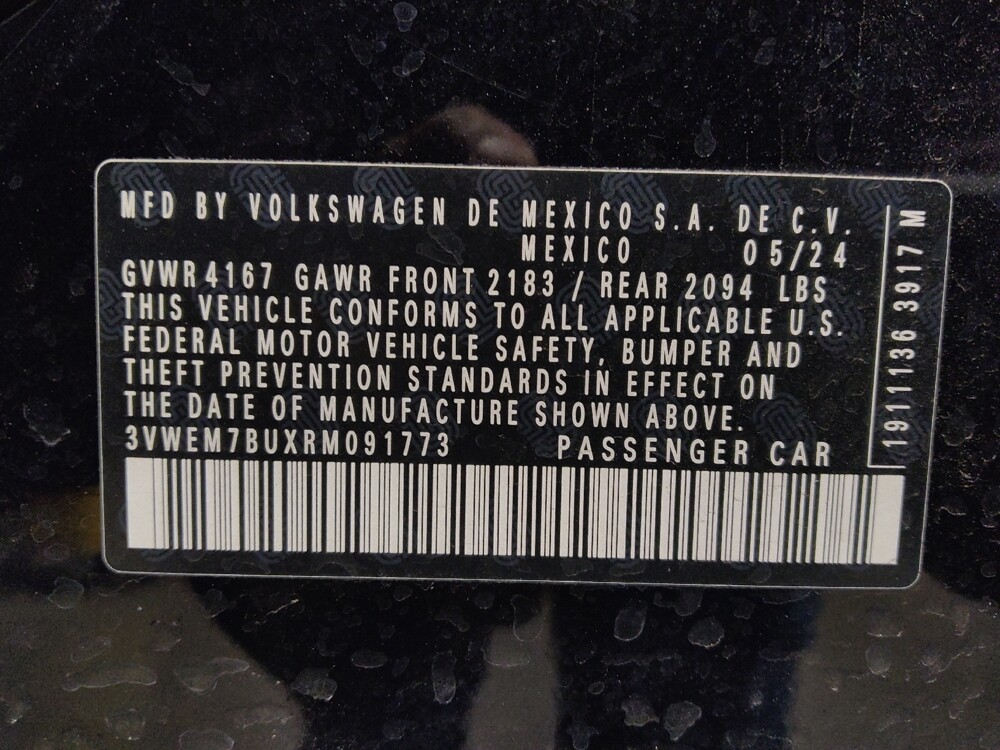 MFD BY VOLKSWAGEN DE MEXICO S.A. DE C.V.
MEXICO 05/24
GVWR 4167 GAWR FRONT 2183 / REAR 2094 LBS
THIS VEHICLE CONFORMS TO ALL APPLICABLE U.S.
FEDERAL MOTOR VEHICLE SAFETY, BUMPER AND
THEFT PREVENTION STANDARDS IN EFFECT ON
THE DATE OF MANUFACTURE SHOWN ABOVE.
3VWEM7BUXRM091773 PASSENGER CAR
1911136 3917 M